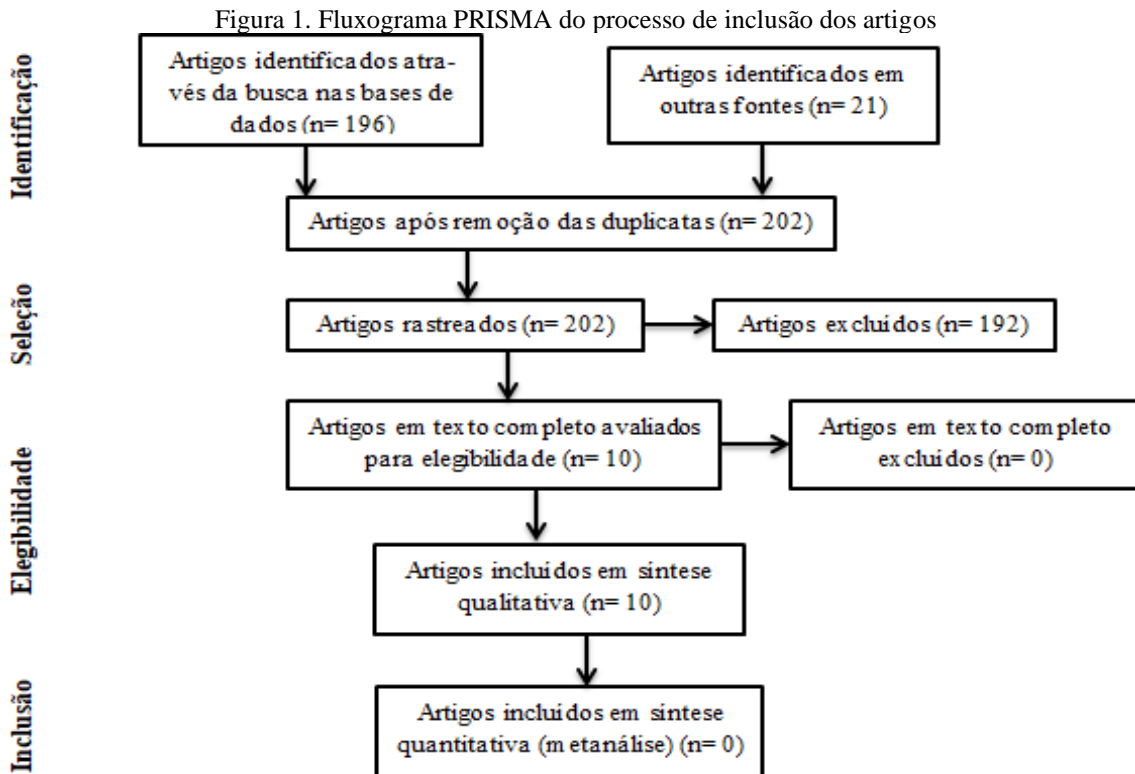 Figura 1. Fluxograma PRISMA do processo de inclusão dos artigos
Identificação
Artigos identificados atra-
vés da busca nas bases de
dados (n= 196)
Artigos identificados em
outras fontes (n= 21)
Artigos após remoção das duplicatas (n= 202)
Seleção
Artigos rastreados (n= 202)
Artigos excluídos (n= 192)
Elegibilidade
Artigos em texto completo avaliados
para elegibilidade (n= 10)
Artigos em texto completo
excluídos (n= 0)
Artigos incluídos em síntese
qualitativa (n= 10)
Inclusão
Artigos incluídos em síntese
quantitativa (metanálise) (n= 0)